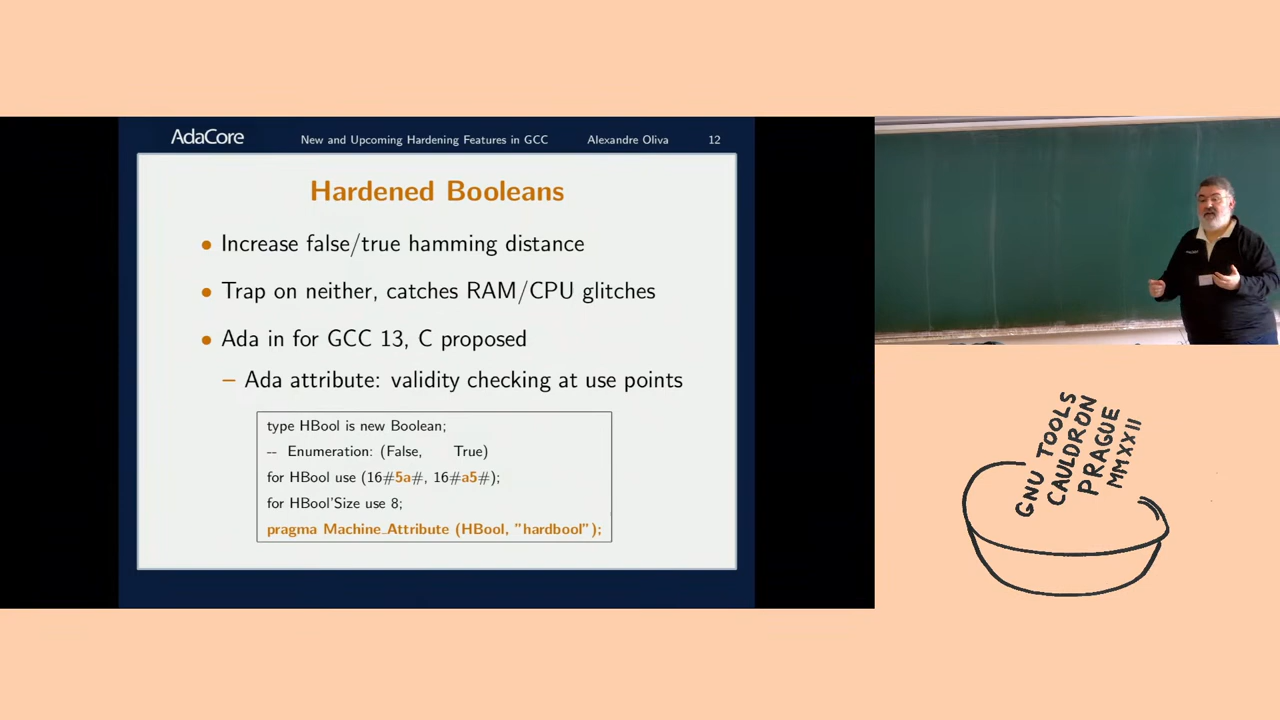 AdaCore New and Upcoming Hardening Features in GCC Alexandre Oliva 12
Hardened Booleans
• Increase false/true hamming distance
• Trap on neither, catches RAM/CPU glitches
• Ada in for GCC 13, C proposed
– Ada attribute: validity checking at use points
type HBool is new Boolean;
-- Enumeration: (False, True)
for HBool use (16#5a#, 16#a5#);
for HBool'Size use 8;
pragma Machine_Attribute (HBool, "hardbool");
GNU TOOLS
CAULDRON
PRAGUE
MMXXII